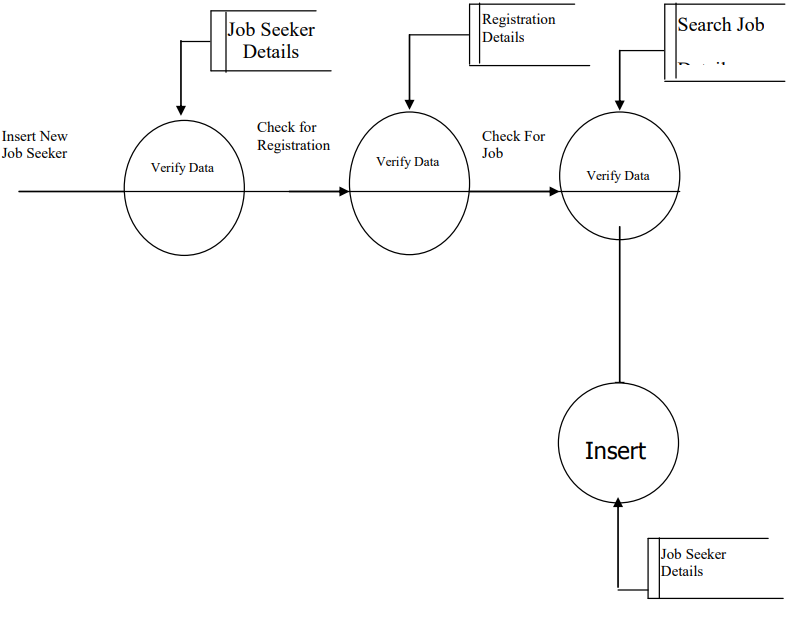 Job Seeker
Details
Registration
Details
Search Job
Insert New
Job Seeker
Check for
Registration
Check For
Job
Verify Data
Verify Data
Verify Data
Insert
Job Seeker
Details